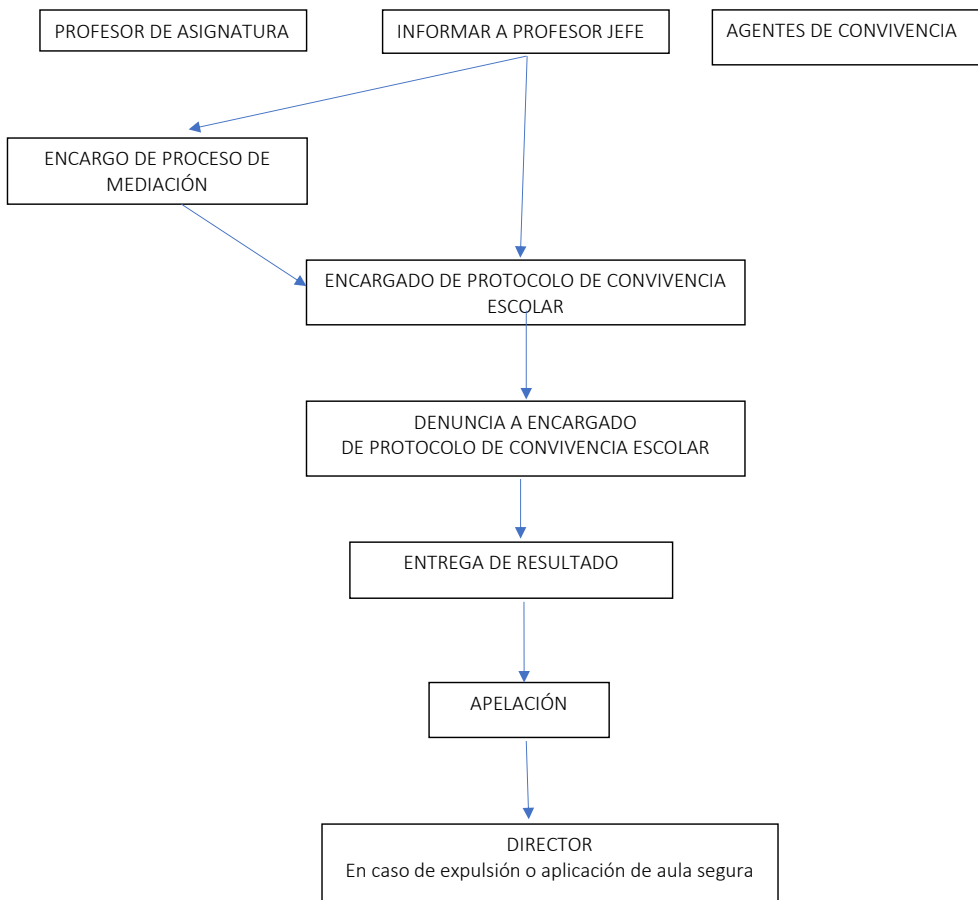 PROFESOR DE ASIGNATURA
INFORMAR A PROFESOR JEFE
AGENTES DE CONVIVENCIA
ENCARGO DE PROCESO DE
MEDIACIÓN
ENCARGADO DE PROTOCOLO DE CONVIVENCIA
ESCOLAR
DENUNCIA A ENCARGADO
DE PROTOCOLO DE CONVIVENCIA ESCOLAR
ENTREGA DE RESULTADO
APELACIÓN
DIRECTOR
En caso de expulsión o aplicación de aula segura